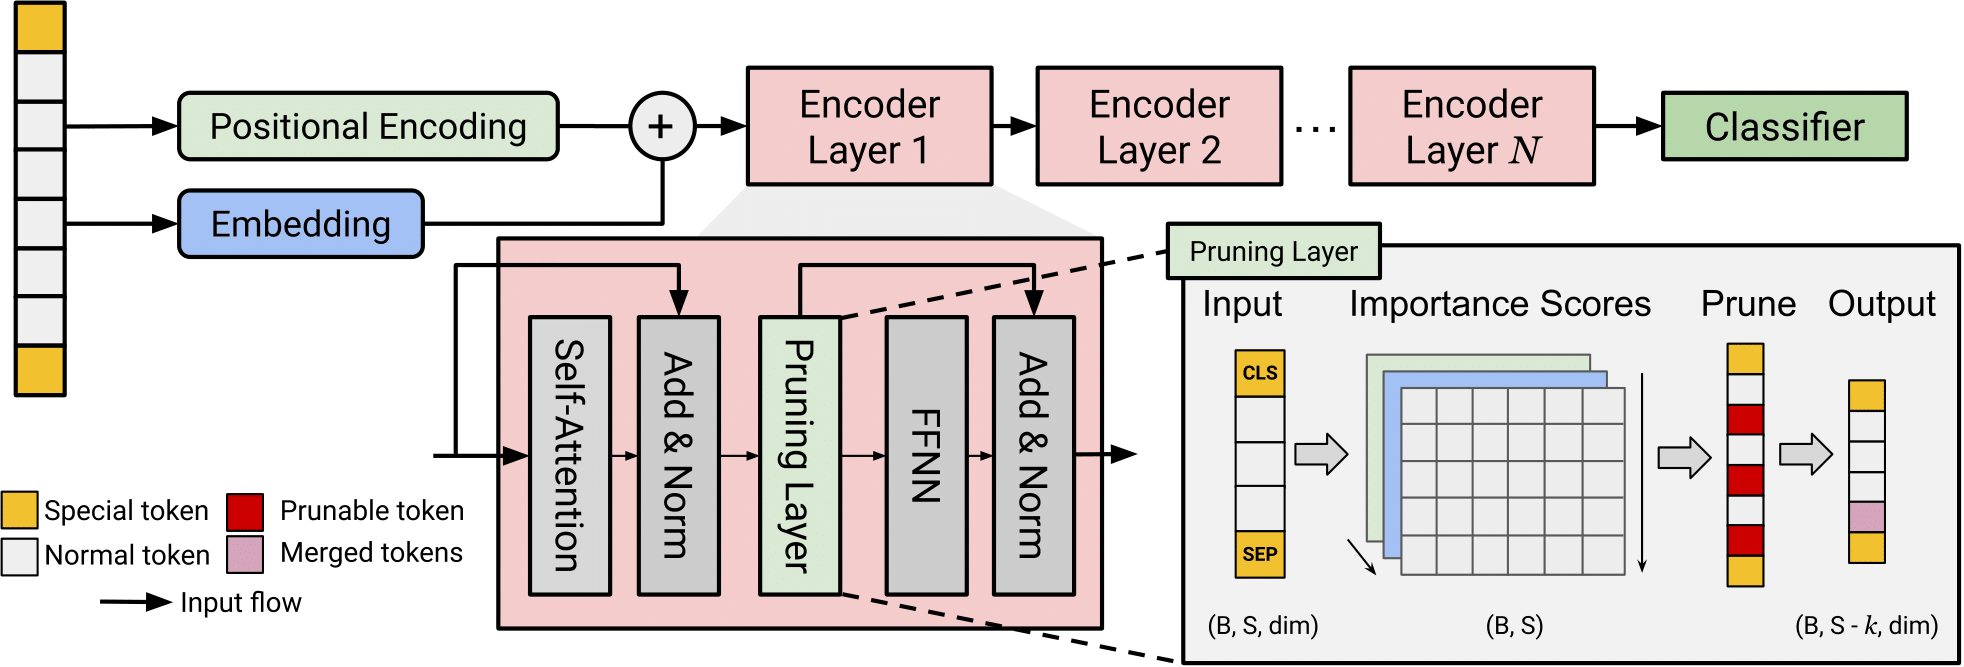 Positional Encoding
+
Encoder
Layer 1
Encoder
Layer 2
...
Encoder
Layer N
Classifier
Embedding
Self-Attention
Add & Norm
Pruning Layer
FFNN
Add & Norm
Pruning Layer
Input
Importance Scores
Prune
Output
CLS
SEP
(B, S, dim)
(B, S)
(B, S - k, dim)
Special token
Prunable token
Normal token
Merged tokens
Input flow